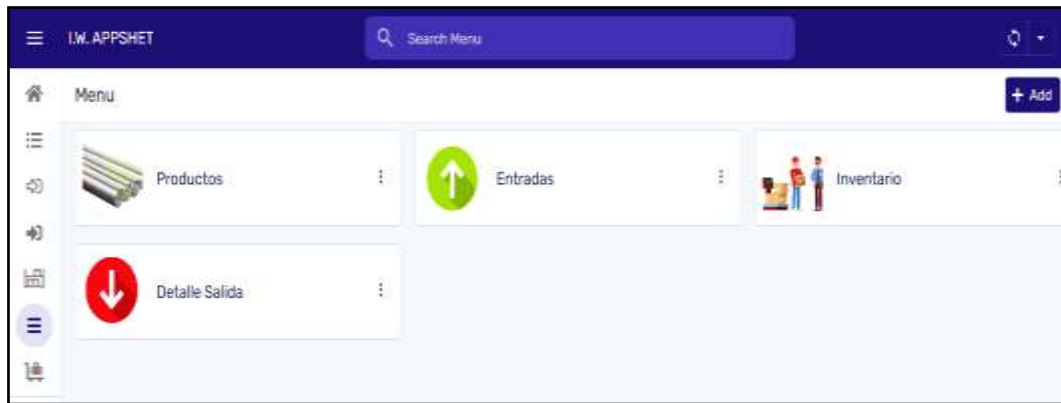 I.W. APPSHET
Search Menu
Menu
+ Add
Productos
Entradas
Inventario
Detalle Salida